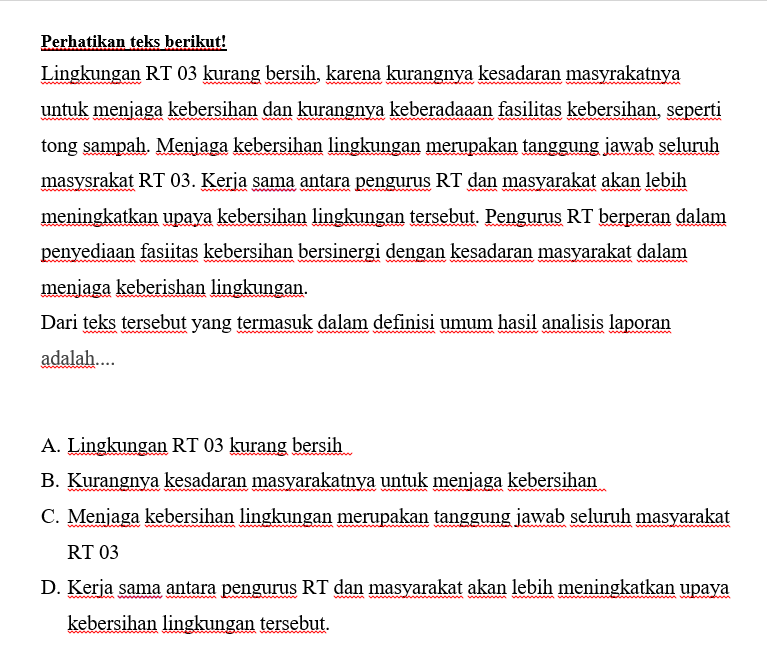 Perhatikan teks berikut!
Lingkungan RT 03 kurang bersih, karena kurangnya kesadaran masyrakatnya
untuk menjaga kebersihan dan kurangnya keberadaaan fasilitas kebersihan, seperti
tong sampah. Menjaga kebersihan lingkungan merupakan tanggung jawab seluruh
masysrakat RT 03. Kerja sama antara pengurus RT dan masyarakat akan lebih
meningkatkan upaya kebersihan lingkungan tersebut. Pengurus RT berperan dalam
penyediaan fasiitas kebersihan bersinergi dengan kesadaran masyarakat dalam
menjaga keberishan lingkungan.
Dari teks tersebut yang termasuk dalam definisi umum hasil analisis laporan
adalah....
A. Lingkungan RT 03 kurang bersih
B. Kurangnya kesadaran masyarakatnya untuk menjaga kebersihan
C. Menjaga kebersihan lingkungan merupakan tanggung jawab seluruh masyarakat
RT 03
D. Kerja sama antara pengurus RT dan masyarakat akan lebih meningkatkan upaya
kebersihan lingkungan tersebut.